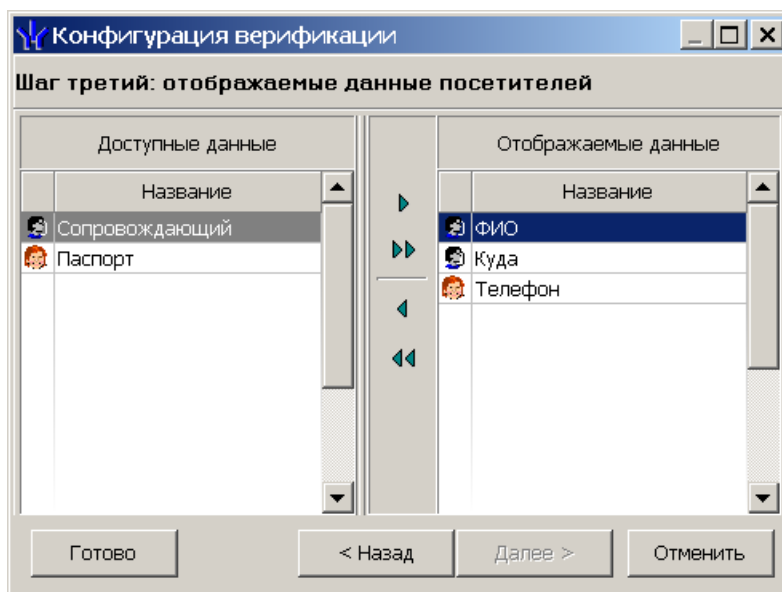 Конфигурация верификации
Шаг третий: отображаемые данные посетителей
Доступные данные
Отображаемые данные
Название
Название
Сопровождающий
ФИО
Паспорт
Куда
Телефон
Готово
< Назад
Далее >
Отменить